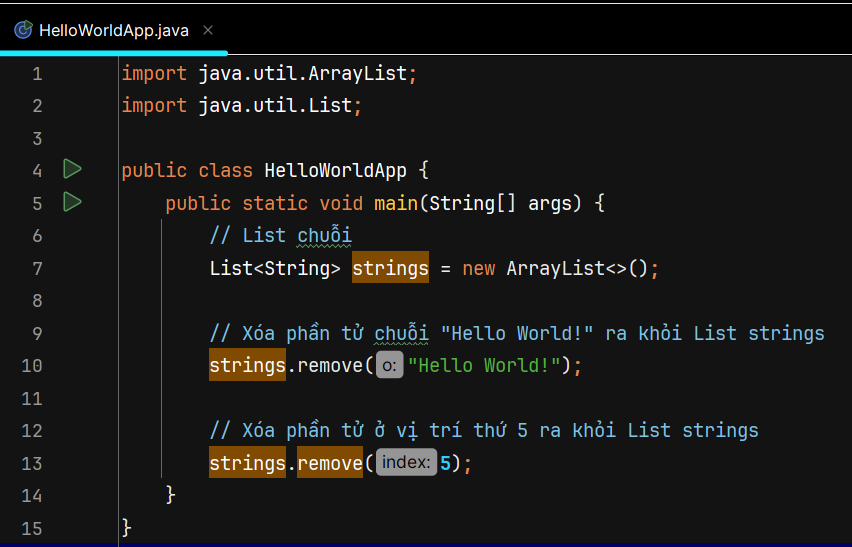 HelloWorldApp.java
1 import java.util.ArrayList;
2 import java.util.List;
3
4 public class HelloWorldApp {
5 public static void main(String[] args) {
6 // List chuỗi
7 List<String> strings = new ArrayList<>();
8
9 // Xóa phần tử chuỗi "Hello World!" ra khỏi List strings
10 strings.remove( o: "Hello World!");
11
12 // Xóa phần tử ở vị trí thứ 5 ra khỏi List strings
13 strings.remove( index: 5);
14 }
15 }